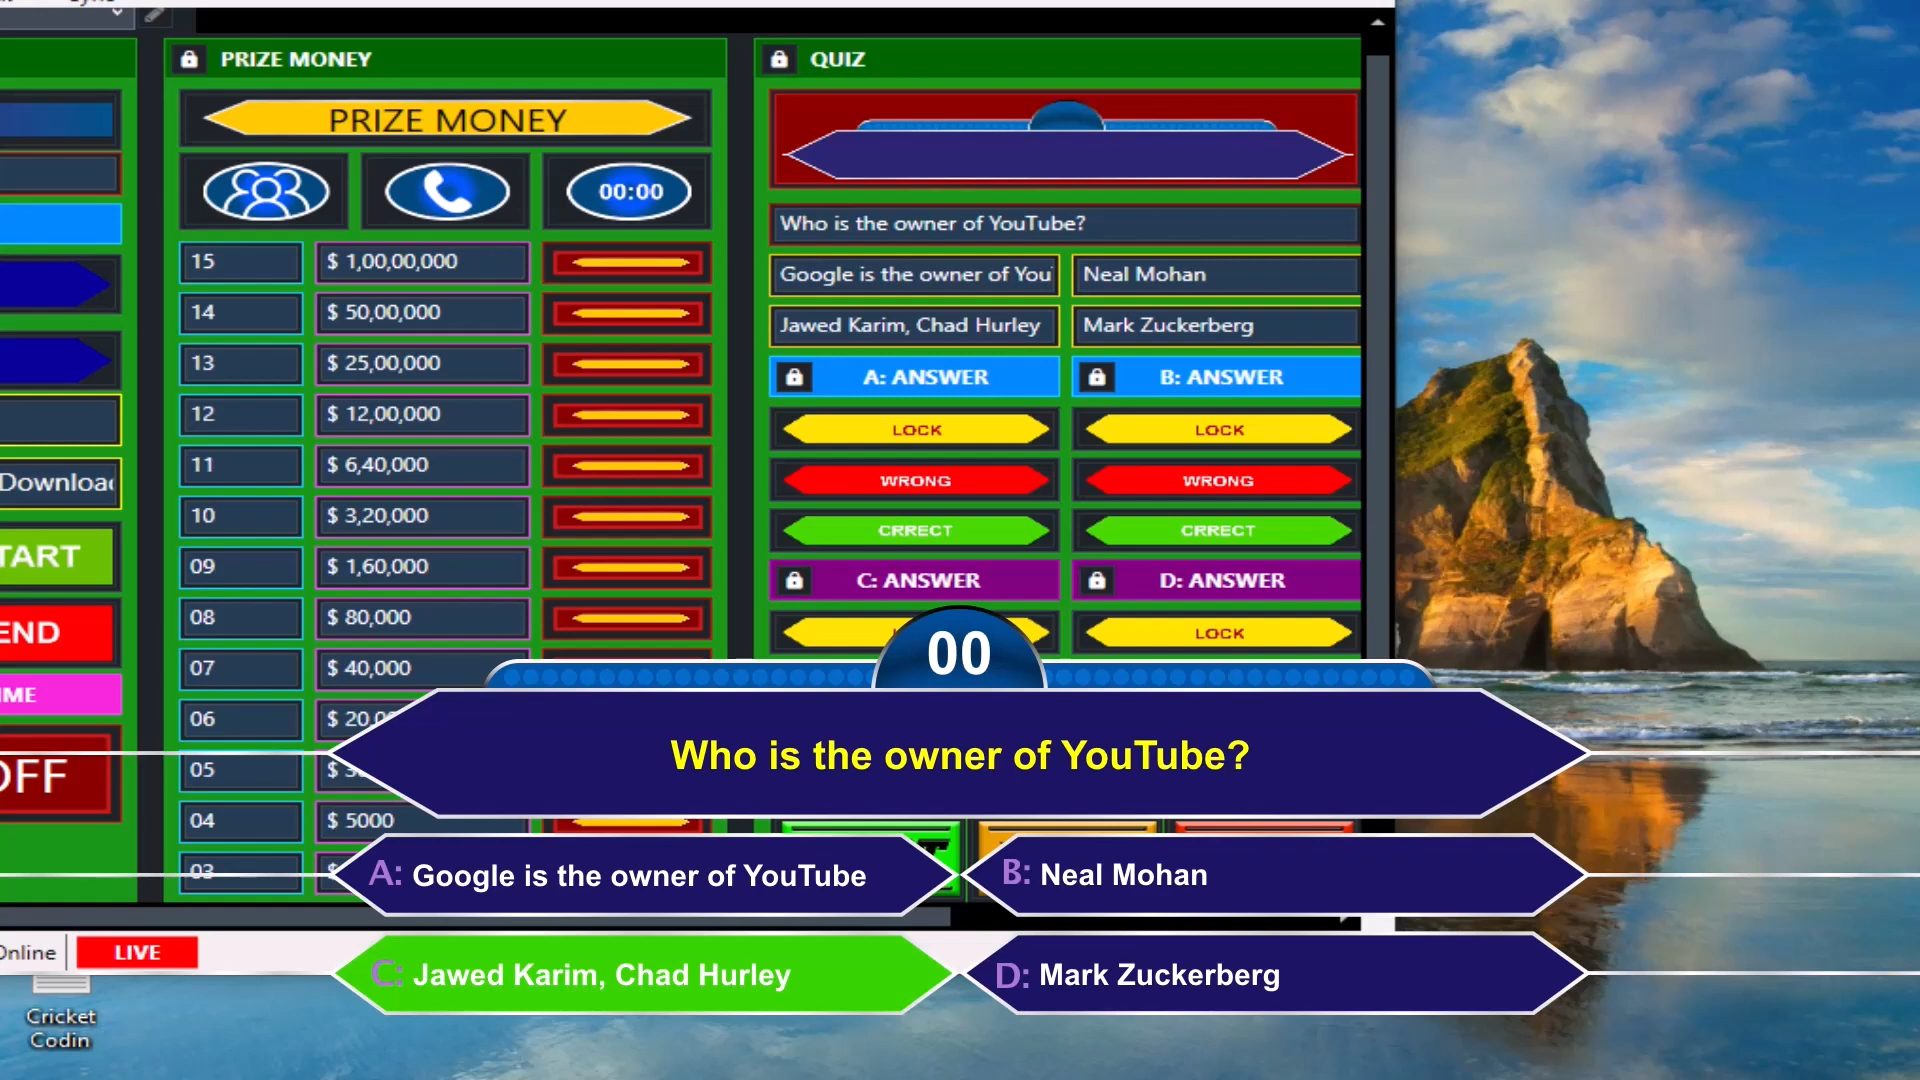 PRIZE MONEY
PRIZE MONEY
00:00
15 $ 1,00,00,000
14 $ 50,00,000
13 $ 25,00,000
12 $ 12,00,000
11 $ 6,40,000
10 $ 3,20,000
09 $ 1,60,000
08 $ 80,000
07 $ 40,000
06 $ 20,0
05 $
04 $ 5000
03 $
Downloa
TART
END
IME
OFF
QUIZ
Who is the owner of YouTube?
Google is the owner of You
Neal Mohan
Jawed Karim, Chad Hurley
Mark Zuckerberg
A: ANSWER
B: ANSWER
LOCK
LOCK
WRONG
WRONG
CRRECT
CRRECT
C: ANSWER
D: ANSWER
LOCK
00
Who is the owner of YouTube?
A: Google is the owner of YouTube
B: Neal Mohan
C: Jawed Karim, Chad Hurley
D: Mark Zuckerberg
Online
LIVE
Cricket
Codin